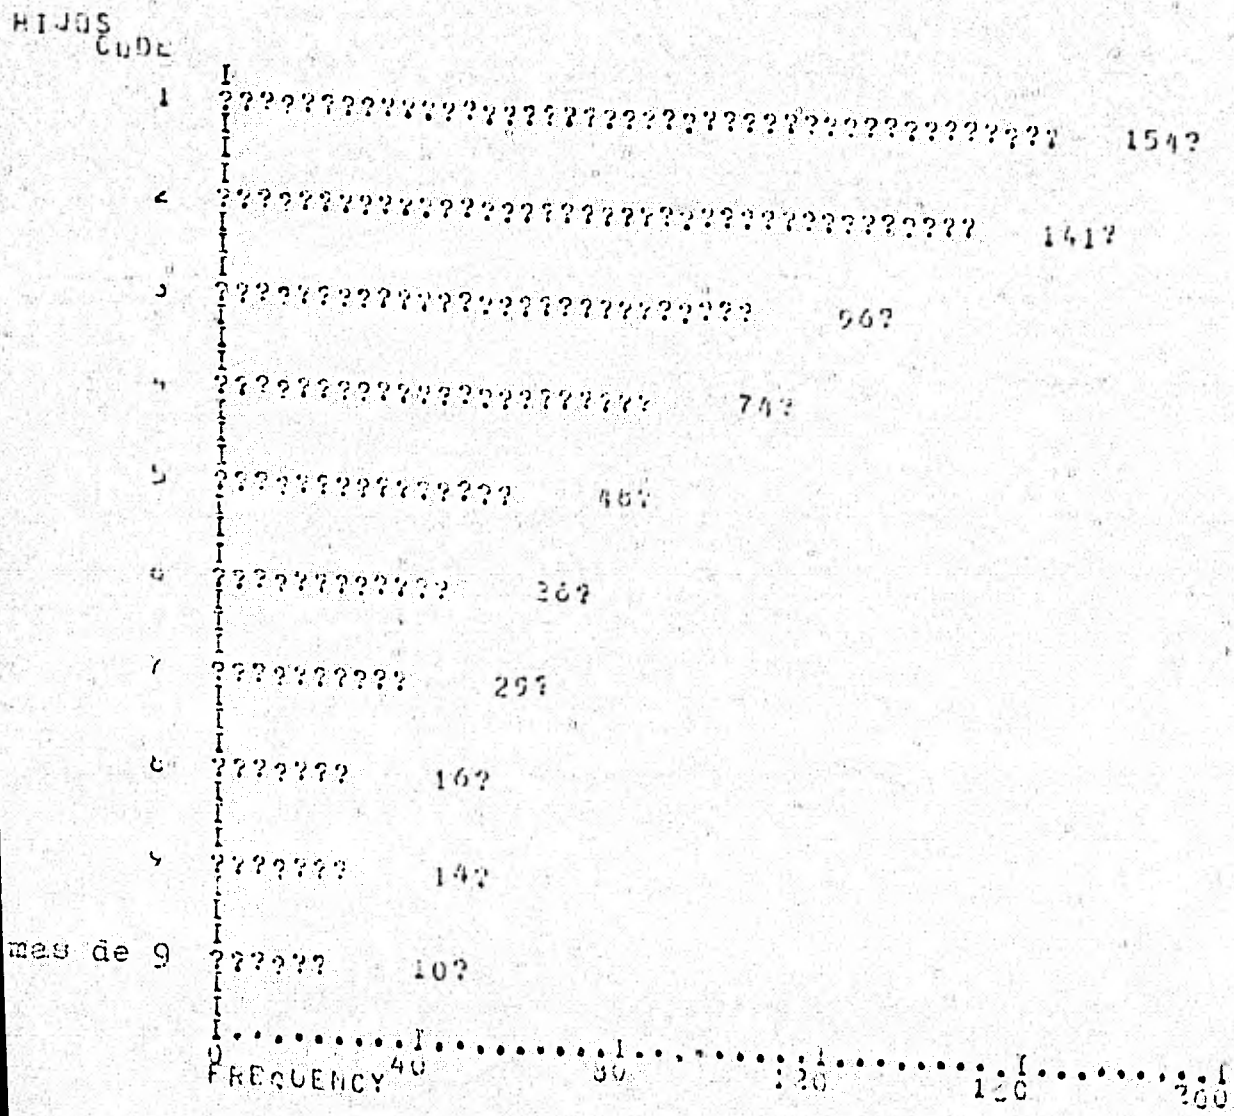 HIJOS
CODE
I
1 ?????????????????????????????????????????? 154?
I
I
I
2 ?????????????????????????????????????? 141?
I
I
I
3 ??????????????????????????? 96?
I
I
I
4 ?????????????????????? 74?
I
I
I
5 ??????????????? 48?
I
I
I
6 ???????????? 36?
I
I
I
7 ?????????? 29?
I
I
I
8 ??????? 16?
I
I
I
9 ??????? 14?
I
I
I
mas de 9 ?????? 10?
I
I
I.........I.........I.........I.........I.........I
0 40 80 120 160 200
FREQUENCY